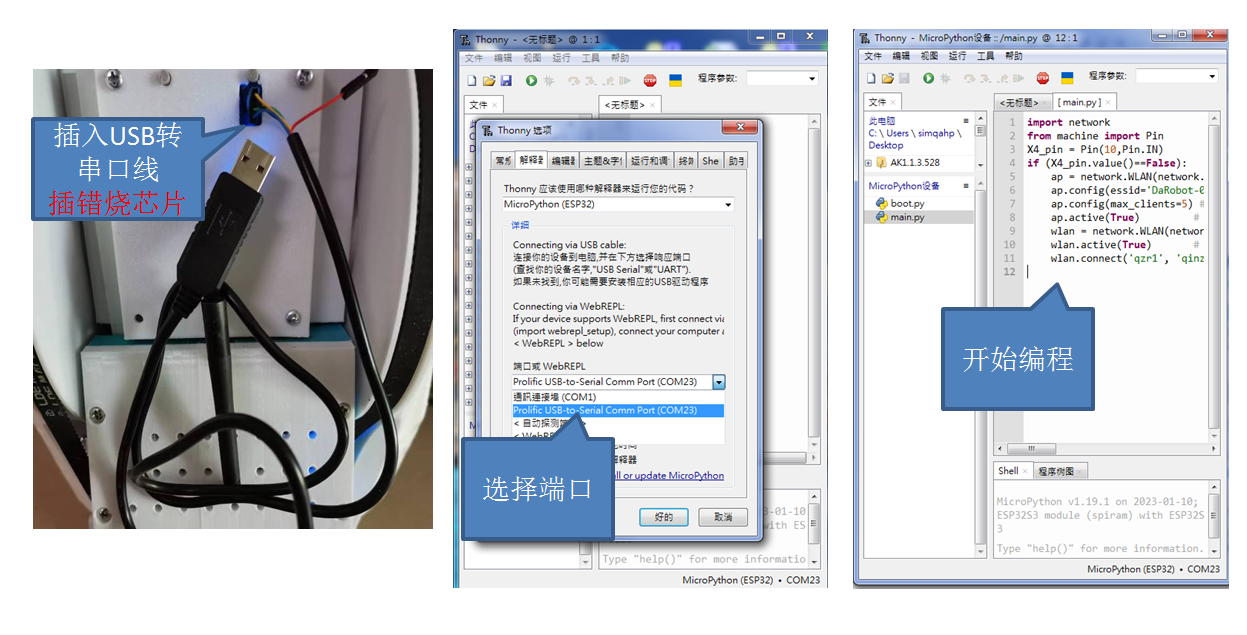 插入USB转
串口线
插错烧芯片
Thonny - <无标题> @ 1:1
文件 编辑 视图 运行 工具 帮助
程序参数:
文件 ×
<无标题> ×
Thonny 选项
常规 解释器 编辑器 主题&字体 运行和调试 终端 She 助手
Thonny 应该使用哪种解释器来运行您的代码？
MicroPython (ESP32)
详细
Connecting via USB cable:
连接你的设备到电脑,并在下方选择响应端口
(查找你的设备名字,"USB Serial"或"UART").
如果未找到,你可能需要安装相应的USB驱动程序
Connecting via WebREPL:
If your device supports WebREPL, first connect via
(import webrepl_setup), connect your computer a
< WebREPL > below
端口或 WebREPL
Prolific USB-to-Serial Comm Port (COM23)
通訊連接埠 (COM1)
Prolific USB-to-Serial Comm Port (COM23)
< 自动探测
< WebREP
选择端口
ll or update MicroPython
好的 取消
3-01-10
with ES
Type "help()" for more informatio
MicroPython (ESP32) • COM23
Thonny - MicroPython设备::/main.py @ 12:1
文件 编辑 视图 运行 工具 帮助
程序参数:
文件 ×
此电脑
C: \ Users \ simqahp \
Desktop
AK1.1.3.528
MicroPython设备
boot.py
main.py
<无标题> × [ main.py ] ×
1 import network
2 from machine import Pin
3 X4_pin = Pin(10,Pin.IN)
4 if (X4_pin.value()==False):
5 ap = network.WLAN(network.
6 ap.config(essid='DaRobot-0
7 ap.config(max_clients=5) #
8 ap.active(True) #
9 wlan = network.WLAN(networ
10 wlan.active(True) #
11 wlan.connect('qzr1', 'qinz
12
开始编程
Shell × 程序树图 ×
MicroPython v1.19.1 on 2023-01-10;
ESP32S3 module (spiram) with ESP32S
3
Type "help()" for more information.
MicroPython (ESP32) • COM23